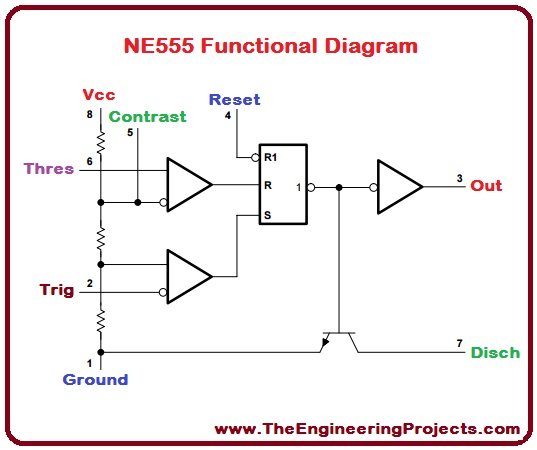 NE555 Functional Diagram
Vcc
8
Contrast
5
Reset
4
6
Thres
R1
R
S
1
3
Out
2
Trig
7
Disch
1
Ground
www.TheEngineeringProjects.com